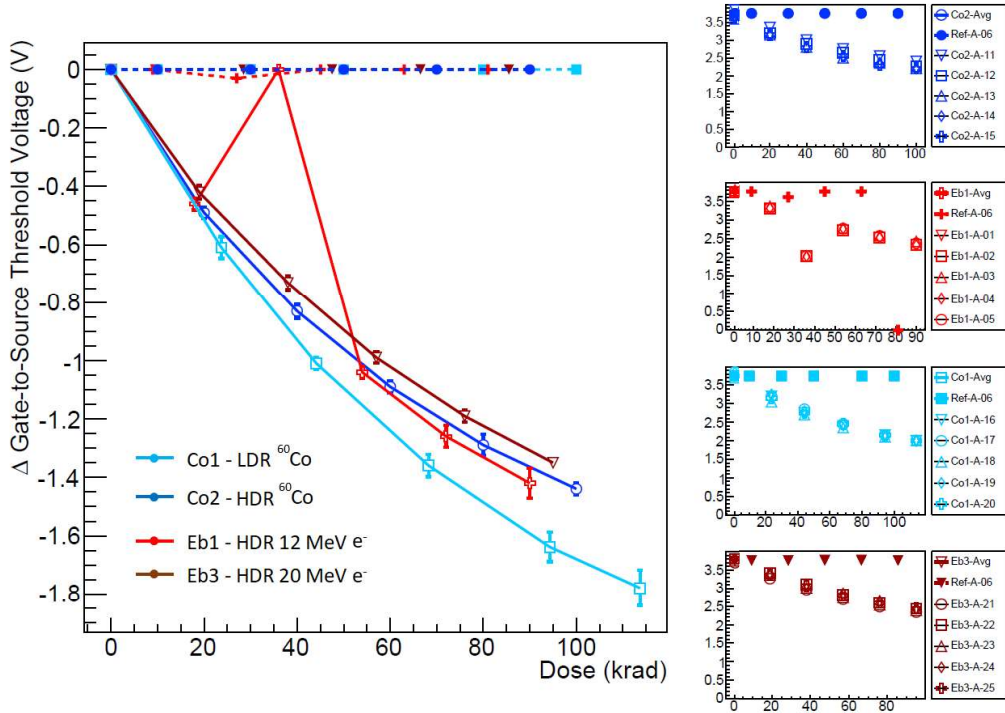 Δ Gate-to-Source Threshold Voltage (V)
0
-0.2
-0.4
-0.6
-0.8
-1
-1.2
-1.4
-1.6
-1.8
Co1 - LDR ⁶⁰Co
Co2 - HDR ⁶⁰Co
Eb1 - HDR 12 MeV e⁻
Eb3 - HDR 20 MeV e⁻
0 20 40 60 80 100
Dose (krad)
3.5
3
2.5
2
1.5
1
0.5
0
0 20 40 60 80 100
Co2-Avg
Ref-A-06
Co2-A-11
Co2-A-12
Co2-A-13
Co2-A-14
Co2-A-15
3.5
3
2.5
2
1.5
1
0.5
0
0 10 20 30 40 50 60 70 80 90
Eb1-Avg
Ref-A-06
Eb1-A-01
Eb1-A-02
Eb1-A-03
Eb1-A-04
Eb1-A-05
3.5
3
2.5
2
1.5
1
0.5
0
0 20 40 60 80 100
Co1-Avg
Ref-A-06
Co1-A-16
Co1-A-17
Co1-A-18
Co1-A-19
Co1-A-20
3.5
3
2.5
2
1.5
1
0.5
0
0 20 40 60 80
Eb3-Avg
Ref-A-06
Eb3-A-21
Eb3-A-22
Eb3-A-23
Eb3-A-24
Eb3-A-25